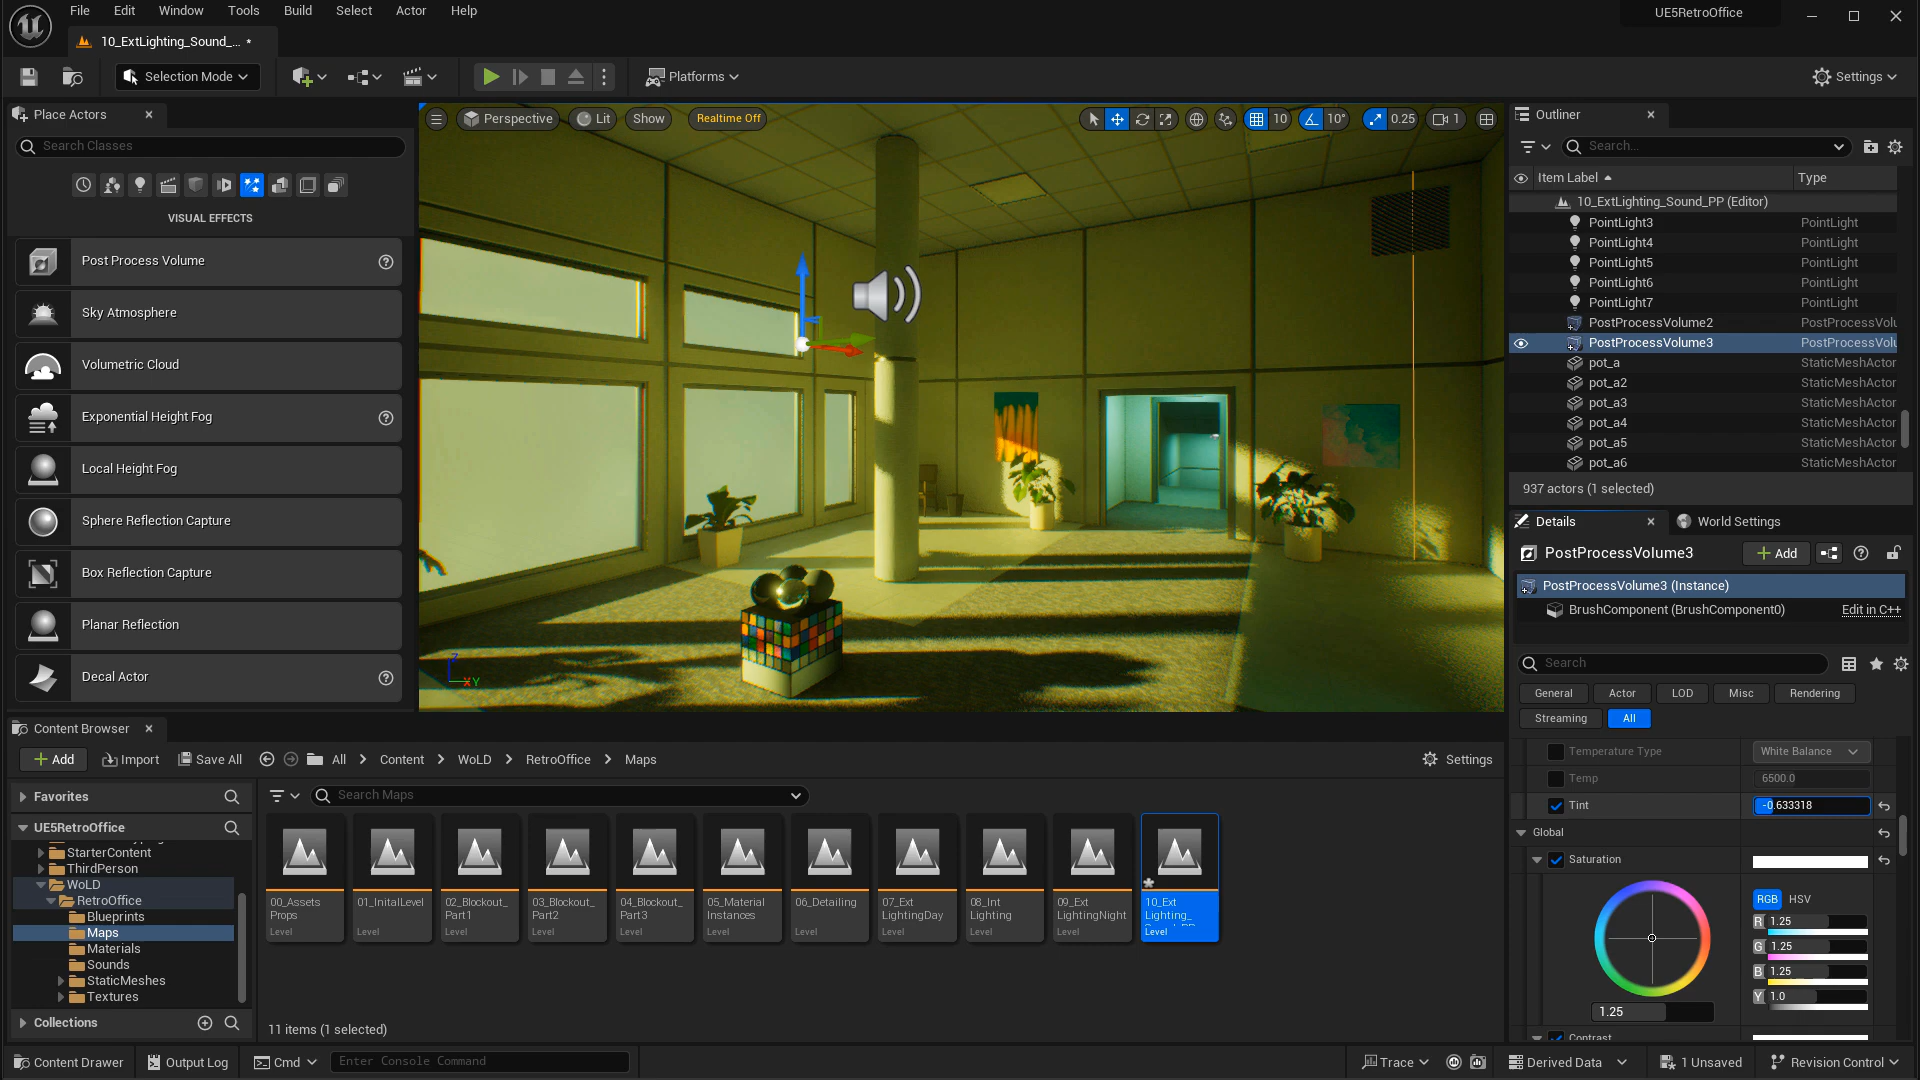 File Edit Window Tools Build Select Actor Help
UE5RetroOffice
10_ExtLighting_Sound_... •
Selection Mode
Platforms
Settings
Place Actors
Search Classes
VISUAL EFFECTS
Post Process Volume
Sky Atmosphere
Volumetric Cloud
Exponential Height Fog
Local Height Fog
Sphere Reflection Capture
Box Reflection Capture
Planar Reflection
Decal Actor
Perspective Lit Show Realtime Off 10 10° 0.25 1
Z
X Y
Outliner
Search...
Item Label Type
10_ExtLighting_Sound_PP (Editor)
PointLight3 PointLight
PointLight4 PointLight
PointLight5 PointLight
PointLight6 PointLight
PointLight7 PointLight
PostProcessVolume2 PostProcessVolu
PostProcessVolume3 PostProcessVolu
pot_a StaticMeshActor
pot_a2 StaticMeshActor
pot_a3 StaticMeshActor
pot_a4 StaticMeshActor
pot_a5 StaticMeshActor
pot_a6 StaticMeshActor
937 actors (1 selected)
Details World Settings
PostProcessVolume3 + Add
PostProcessVolume3 (Instance)
BrushComponent (BrushComponent0) Edit in C++
Search
General Actor LOD Misc Rendering
Streaming All
Temperature Type White Balance
Temp 6500.0
Tint -0.633318
Global
Saturation
RGB HSV
R 1.25
G 1.25
B 1.25
Y 1.0
1.25
Contrast
Content Browser
+ Add Import Save All All > Content > WoLD > RetroOffice > Maps Settings
Favorites
UE5RetroOffice
StarterContent
ThirdPerson
WoLD
RetroOffice
Blueprints
Maps
Materials
Sounds
StaticMeshes
Textures
Collections
Search Maps
00_Assets
Props
Level
01_InitalLevel
Level
02_Blockout_
Part1
Level
03_Blockout_
Part2
Level
04_Blockout_
Part3
Level
05_Material
Instances
Level
06_Detailing
Level
07_Ext
LightingDay
Level
08_Int
Lighting
Level
09_Ext
LightingNight
Level
10_Ext
Lighting_
Level
11 items (1 selected)
Content Drawer Output Log Cmd Enter Console Command Trace Derived Data 1 Unsaved Revision Control